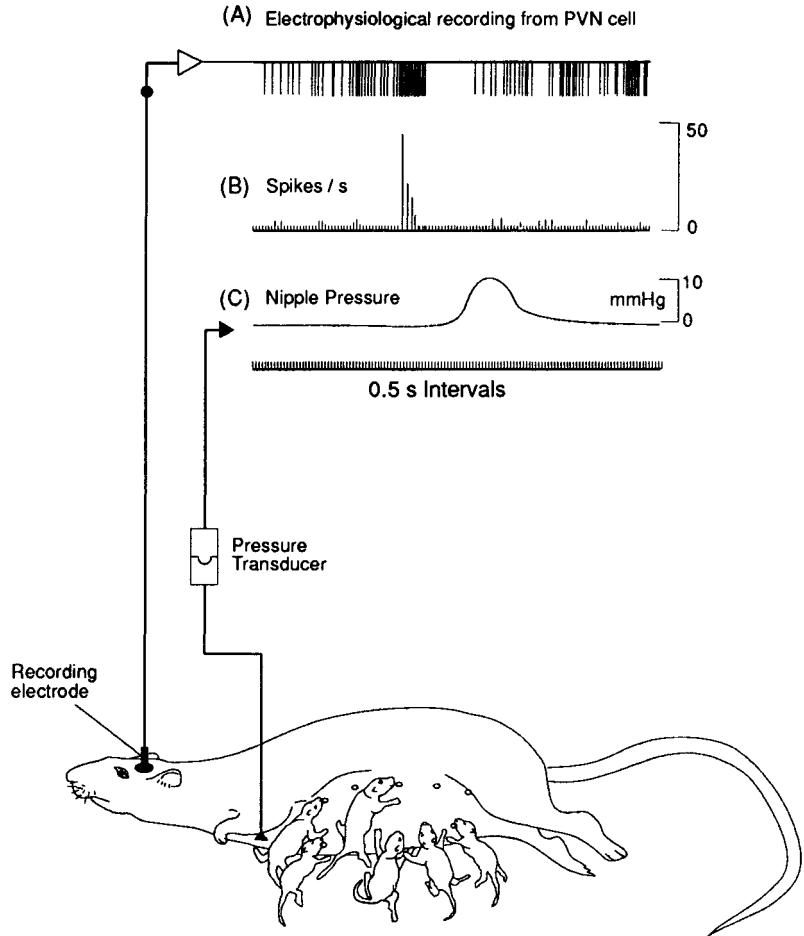 (A) Electrophysiological recording from PVN cell
50
(B) Spikes / s
0
(C) Nipple Pressure
mmHg
10
0
0.5 s Intervals
Pressure
Transducer
Recording
electrode